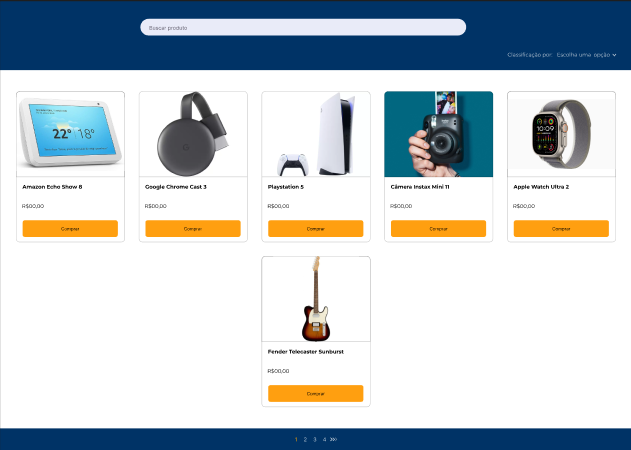 Buscar produto
Classificação por: Escolha uma opção
22° 18°
Amazon Echo Show 8
R$00,00
Comprar
Google Chrome Cast 3
R$00,00
Comprar
Playstation 5
R$00,00
Comprar
Câmera Instax Mini 11
R$00,00
Comprar
Apple Watch Ultra 2
R$00,00
Comprar
Fender Telecaster Sunburst
R$00,00
Comprar
1 2 3 4 >>>